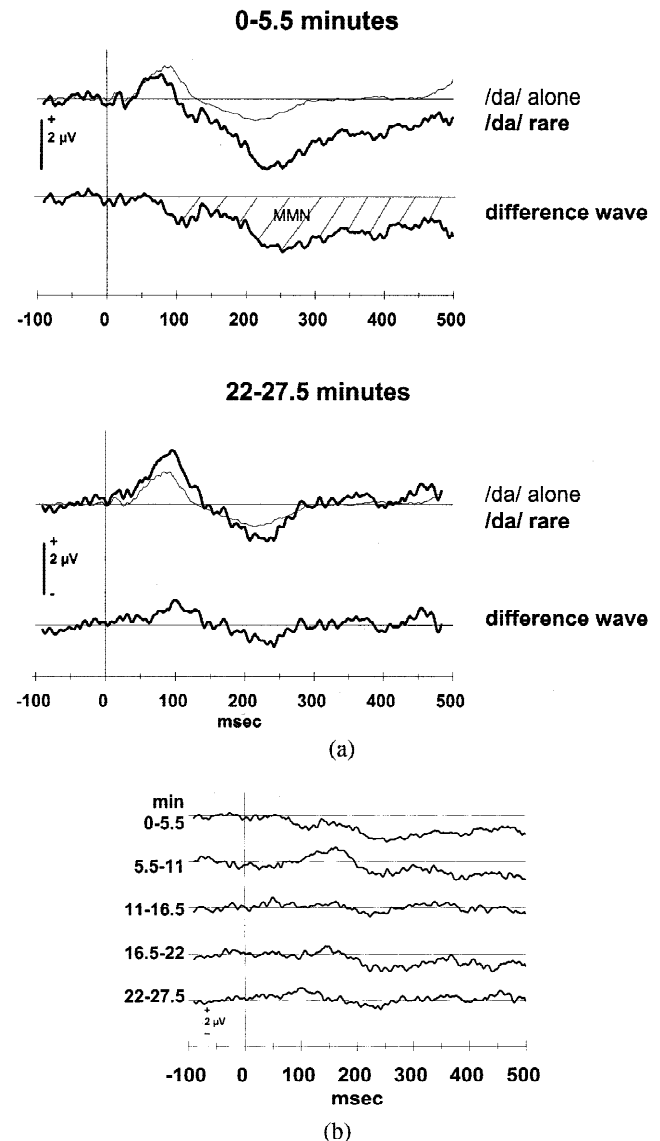 0-5.5 minutes
/da/ alone
/da/ rare
+
2 µV
MMN
difference wave
-100 0 100 200 300 400 500
22-27.5 minutes
/da/ alone
/da/ rare
+
2 µV
-
difference wave
-100 0 100 200 300 400 500
msec
(a)
min
0-5.5
5.5-11
11-16.5
16.5-22
22-27.5
+
2 µV
-
-100 0 100 200 300 400 500
msec
(b)